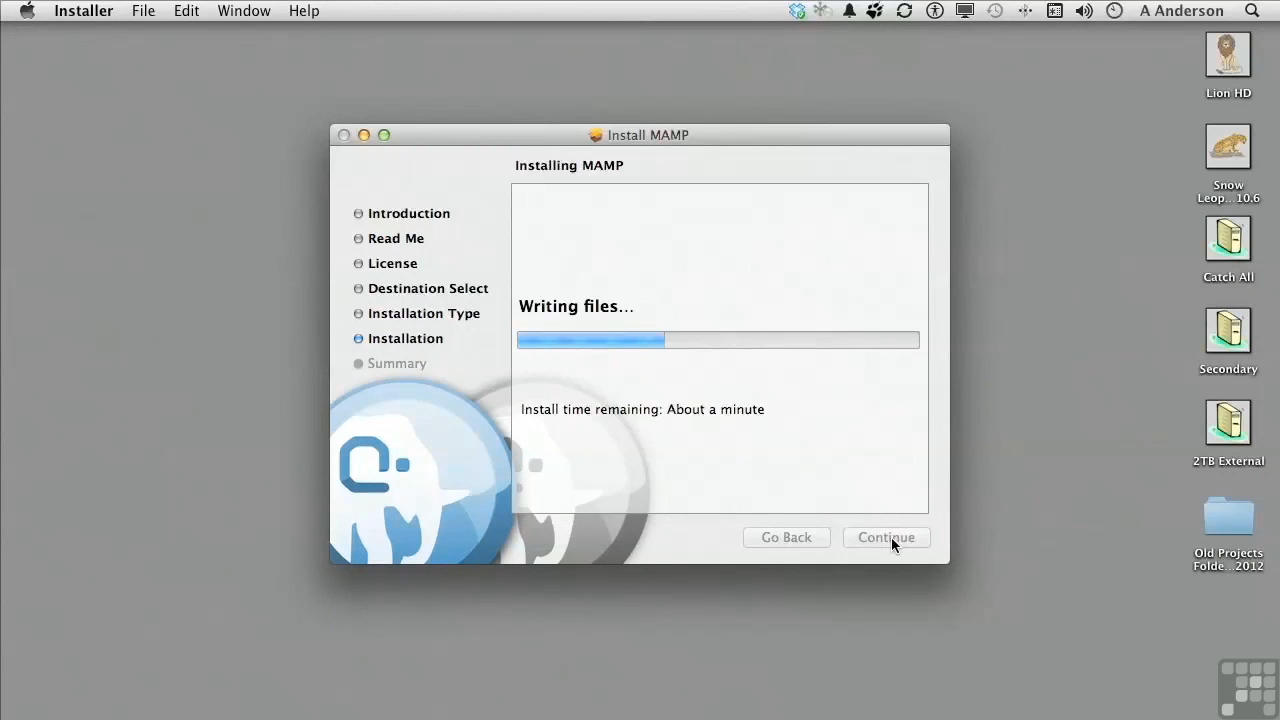 Installer File Edit Window Help A Anderson
Install MAMP
Installing MAMP
Introduction
Read Me
License
Destination Select
Installation Type
Installation
Summary
Writing files...
Install time remaining: About a minute
Go Back Continue
Lion HD
Snow
Leop...10.6
Catch All
Secondary
2TB External
Old Projects
Folde...2012